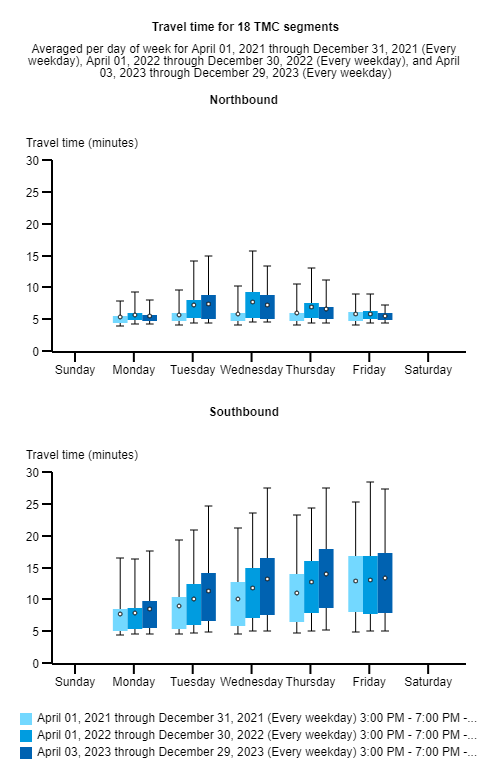 Travel time for 18 TMC segments
Averaged per day of week for April 01, 2021 through December 31, 2021 (Every
weekday), April 01, 2022 through December 30, 2022 (Every weekday), and April
03, 2023 through December 29, 2023 (Every weekday)
Northbound
Travel time (minutes)
30
25
20
15
10
5
0
Sunday Monday Tuesday Wednesday Thursday Friday Saturday
Southbound
Travel time (minutes)
30
25
20
15
10
5
0
Sunday Monday Tuesday Wednesday Thursday Friday Saturday
April 01, 2021 through December 31, 2021 (Every weekday) 3:00 PM - 7:00 PM -...
April 01, 2022 through December 30, 2022 (Every weekday) 3:00 PM - 7:00 PM -...
April 03, 2023 through December 29, 2023 (Every weekday) 3:00 PM - 7:00 PM -...